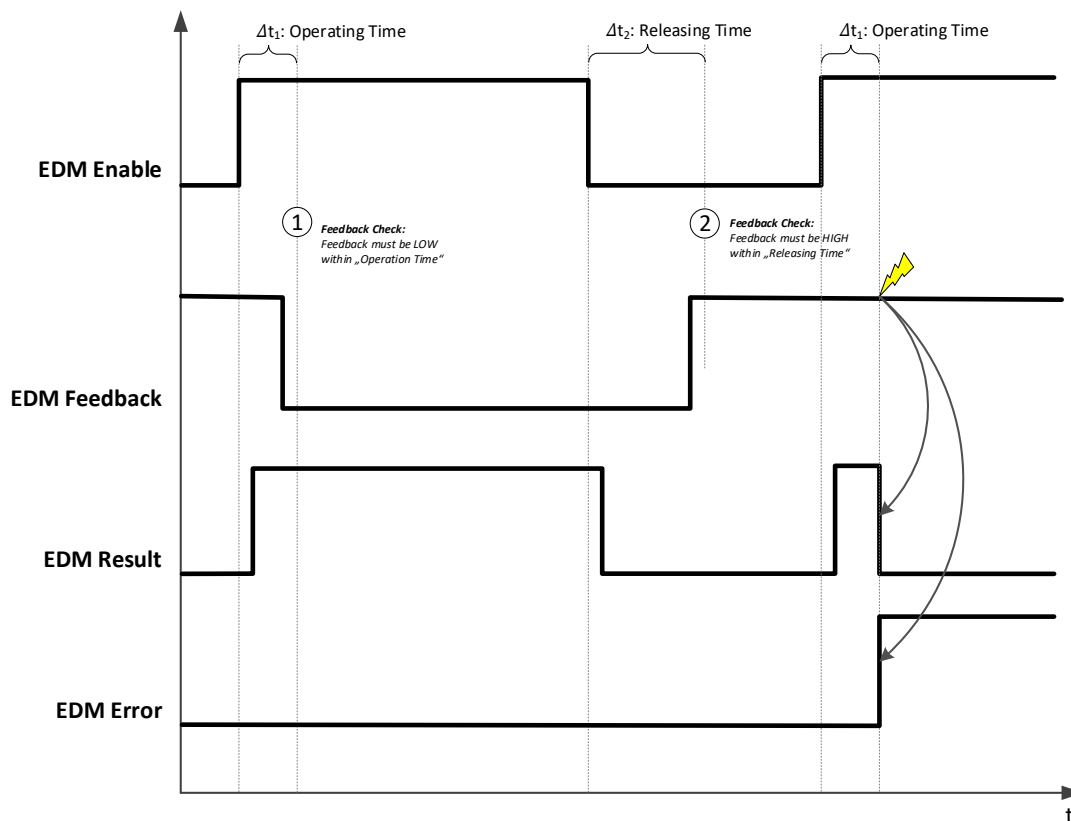 Δt₁: Operating Time
Δt₂: Releasing Time
Δt₁: Operating Time
EDM Enable
1
Feedback Check:
Feedback must be LOW
within „Operation Time“
2
Feedback Check:
Feedback must be HIGH
within „Releasing Time“
EDM Feedback
EDM Result
EDM Error
t